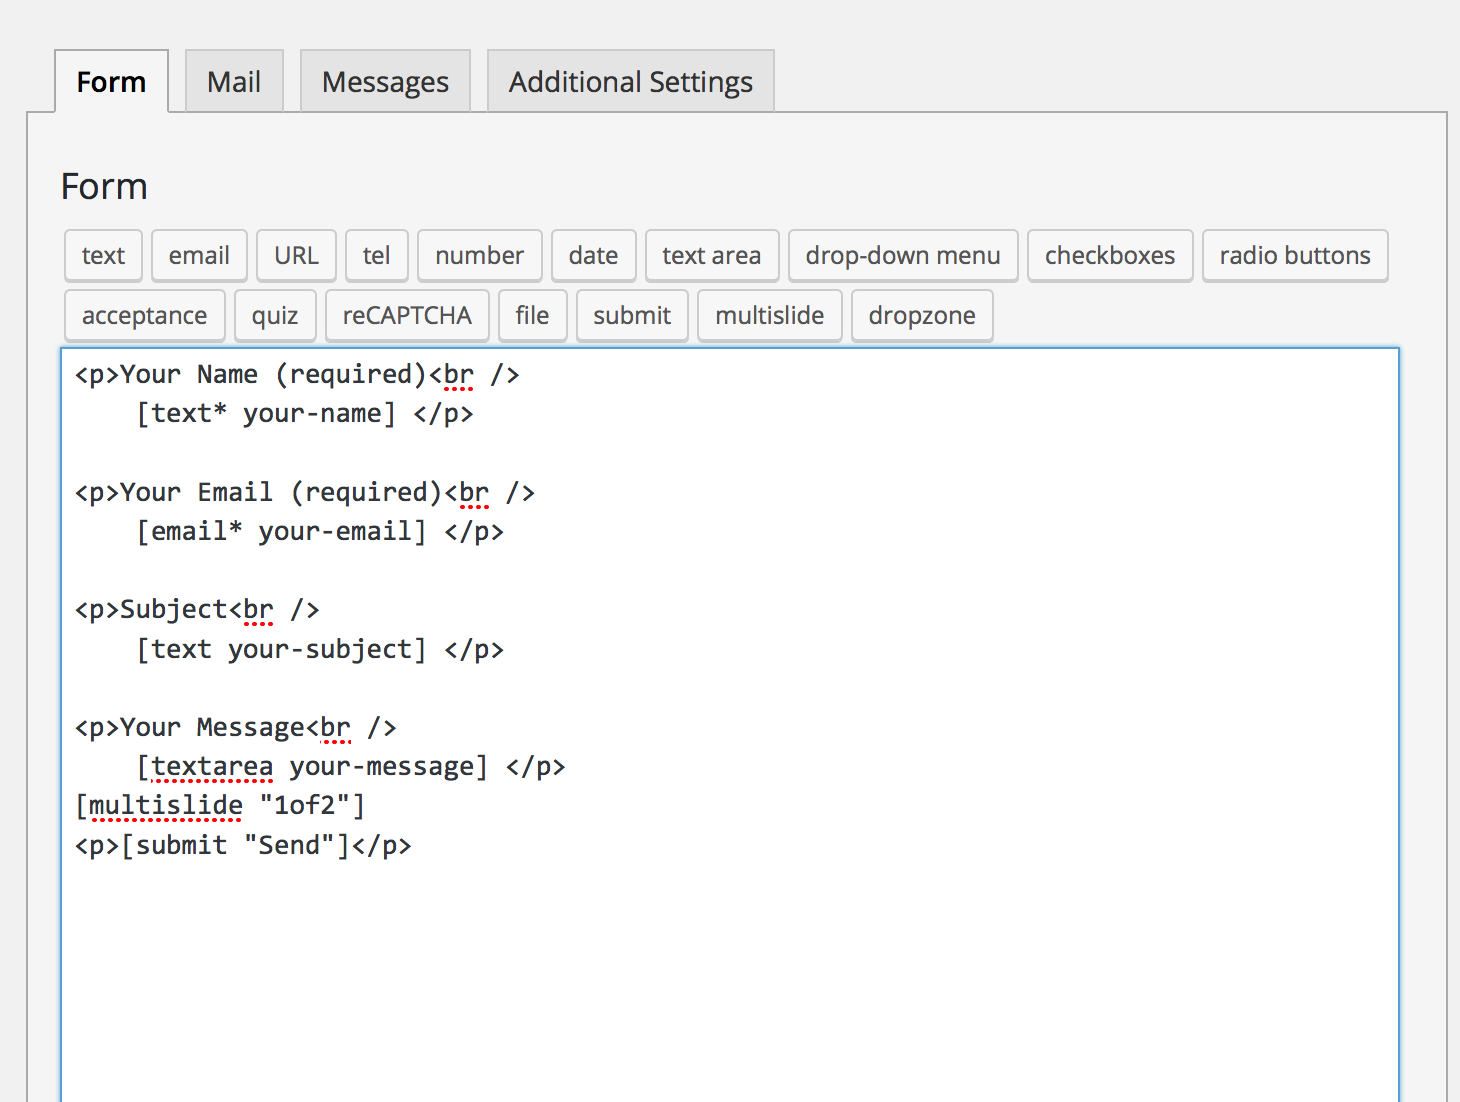 Form Mail Messages Additional Settings
Form
text email URL tel number date text area drop-down menu checkboxes radio buttons
acceptance quiz reCAPTCHA file submit multislide dropzone
<p>Your Name (required)<br />
    [text* your-name] </p>
<p>Your Email (required)<br />
    [email* your-email] </p>
<p>Subject<br />
    [text your-subject] </p>
<p>Your Message<br />
    [textarea your-message] </p>
[multislide "1of2"]
<p>[submit "Send"]</p>